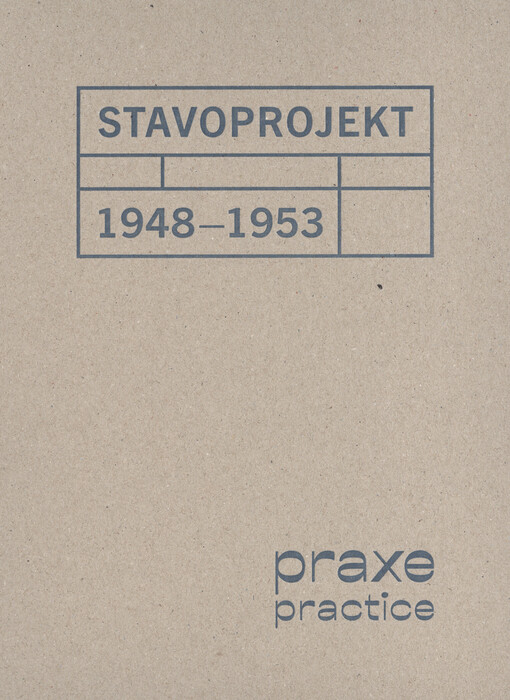 STAVOPROJEKT
1948–1953
praxe
practice